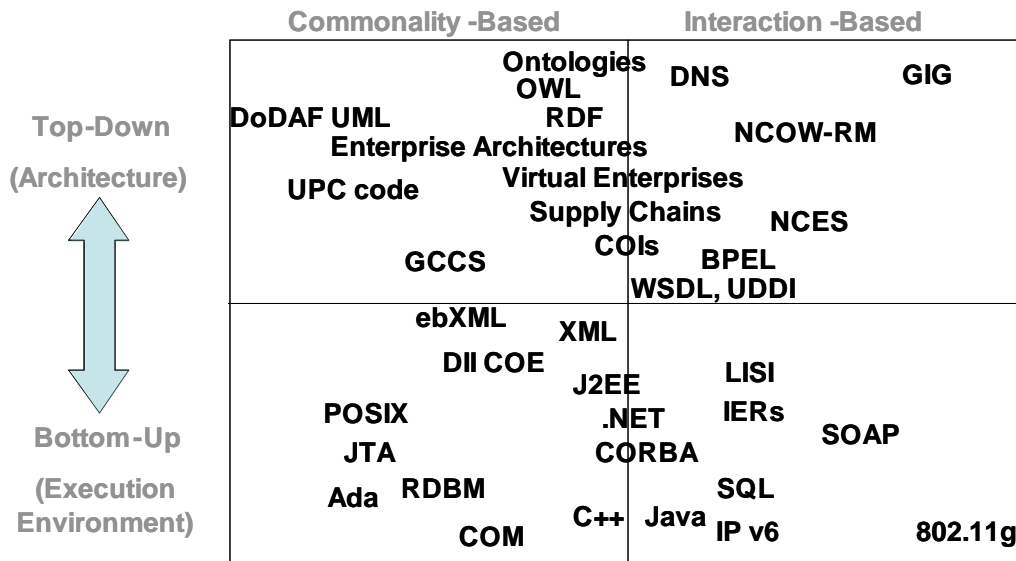 Commonality -Based
Interaction -Based
Top-Down
(Architecture)
Ontologies
OWL
DoDAF UML
RDF
Enterprise Architectures
UPC code
Virtual Enterprises
Supply Chains
COIs
GCCS
DNS
GIG
NCOW-RM
NCES
BPEL
WSDL, UDDI
Bottom-Up
(Execution
Environment)
ebXML
XML
DII COE
J2EE
POSIX
.NET
JTA
CORBA
Ada
RDBM
C++
COM
LISI
IERs
SOAP
SQL
Java
IP v6
802.11g